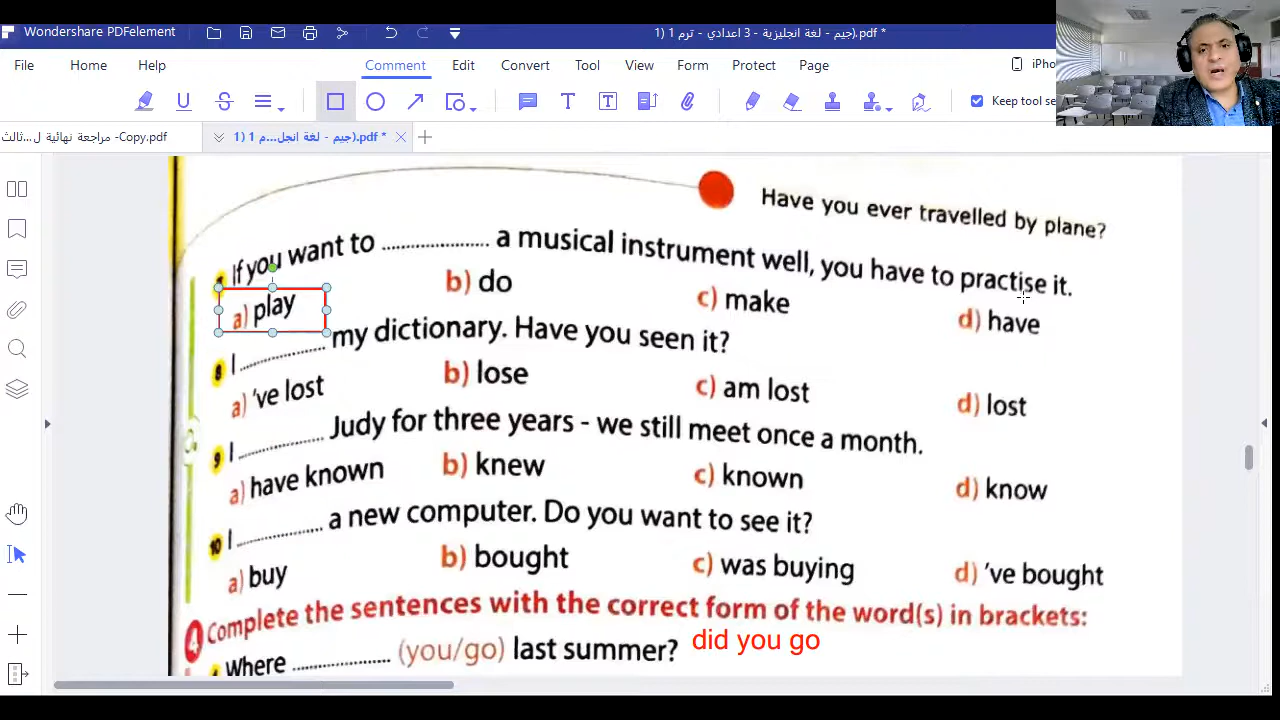 Wondershare PDFelement
(جيم - لغة انجليزية - 3 اعدادي - ترم 1 (1.pdf *
File Home Help Comment Edit Convert Tool View Form Protect Page iPho
Keep tool se
مراجعة نهائية ل... ثالث -Copy.pdf
(جيم - لغة انجل...م 1 (1.pdf *
Have you ever travelled by plane?
If you want to ..................... a musical instrument well, you have to practise it.
a) play b) do c) make d) have
8 I ................. my dictionary. Have you seen it?
a) 've lost b) lose c) am lost d) lost
9 I ................. Judy for three years - we still meet once a month.
a) have known b) knew c) known d) know
10 I ................. a new computer. Do you want to see it?
a) buy b) bought c) was buying d) 've bought
4 Complete the sentences with the correct form of the word(s) in brackets:
Where ................... (you/go) last summer? did you go